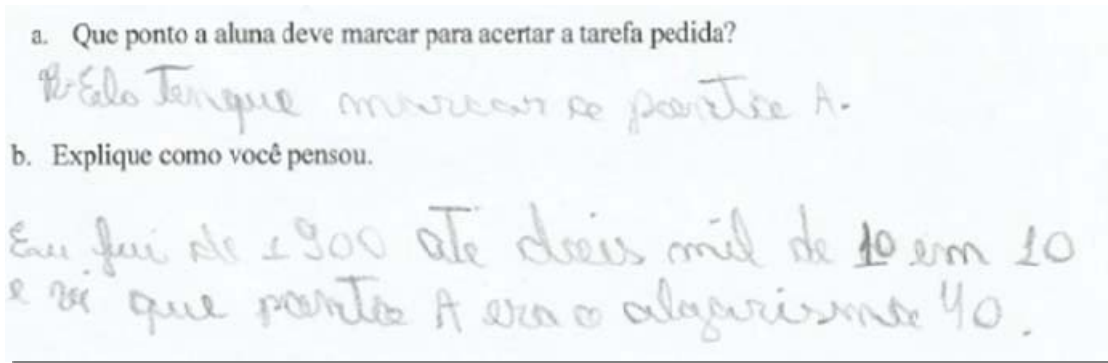 a. Que ponto a aluna deve marcar para acertar a tarefa pedida?
R-Ela Tenque marcar o ponto A.
b. Explique como você pensou.
Eu fui de 1900 até dois mil de 10 em 10
e vi que ponto A era o algarismo 40.